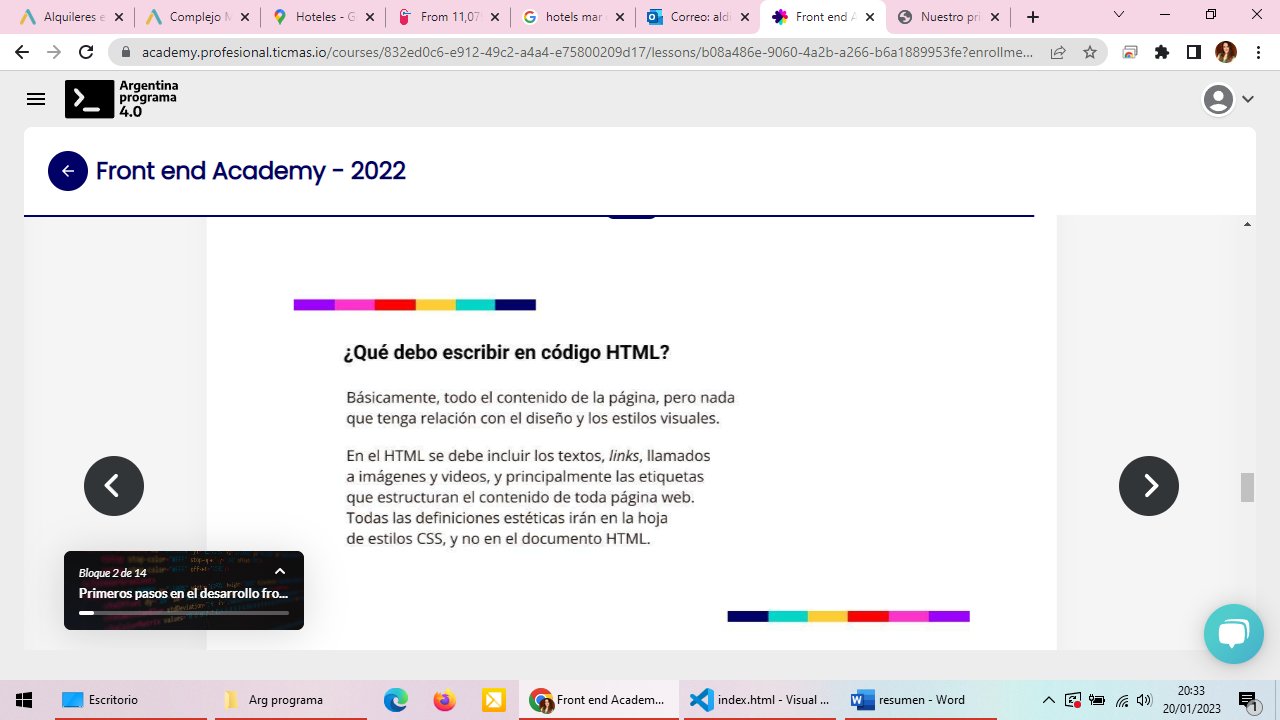 Alquileres e
Complejo M
Hoteles - G
From 11,07
hotels mar
Correo: aldi
Front end A
Nuestro pri
academy.profesional.ticmas.io/courses/832ed0c6-e912-49c2-a4a4-e75800209d17/lessons/b08a486e-9060-4a2b-a266-b6a1889953fe?enrollme...
Argentina
programa
4.0
Front end Academy - 2022
¿Qué debo escribir en código HTML?
Básicamente, todo el contenido de la página, pero nada
que tenga relación con el diseño y los estilos visuales.
En el HTML se debe incluir los textos, links, llamados
a imágenes y videos, y principalmente las etiquetas
que estructuran el contenido de toda página web.
Todas las definiciones estéticas irán en la hoja
de estilos CSS, y no en el documento HTML.
Bloque 2 de 14
Primeros pasos en el desarrollo fro...
Escritorio
Arg programa
Front end Academ...
index.html - Visual ...
resumen - Word
20:33
20/01/2023
1